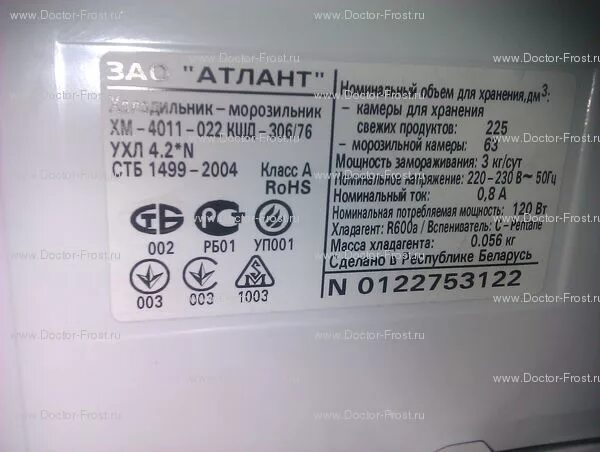 ЗАО "АТЛАНТ"
Холодильник – морозильник
ХМ – 4011 – 022 КШД – 306/76
УХЛ 4.2*N
СТБ 1499 – 2004 Класс А
RoHS
002 РБ01 УП001
003 003 1003
Номинальный объем для хранения, дм³:
– камеры для хранения
свежих продуктов: 225
– морозильной камеры: 63
Мощность замораживания: 3 кг/сут
Номинальное напряжение: 220 – 230 В~ 50Гц
Номинальный ток: 0,8 А
Номинальная потребляемая мощность: 120 Вт
Хладагент: R600a / Вспениватель: C – Pentane
Масса хладагента: 0.056 кг
Сделано в Республике Беларусь
N 0122753122
www.Doctor-Frost.ru